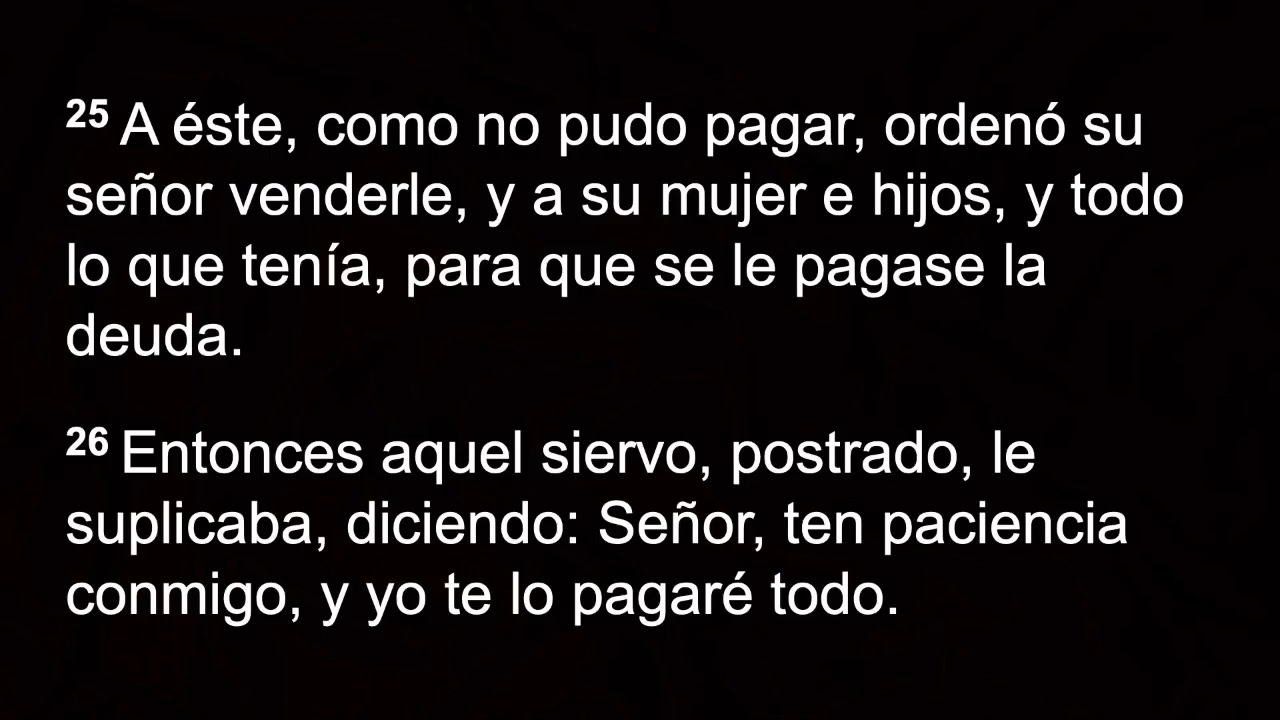 25 A éste, como no pudo pagar, ordenó su
señor venderle, y a su mujer e hijos, y todo
lo que tenía, para que se le pagase la
deuda.
26 Entonces aquel siervo, postrado, le
suplicaba, diciendo: Señor, ten paciencia
conmigo, y yo te lo pagaré todo.